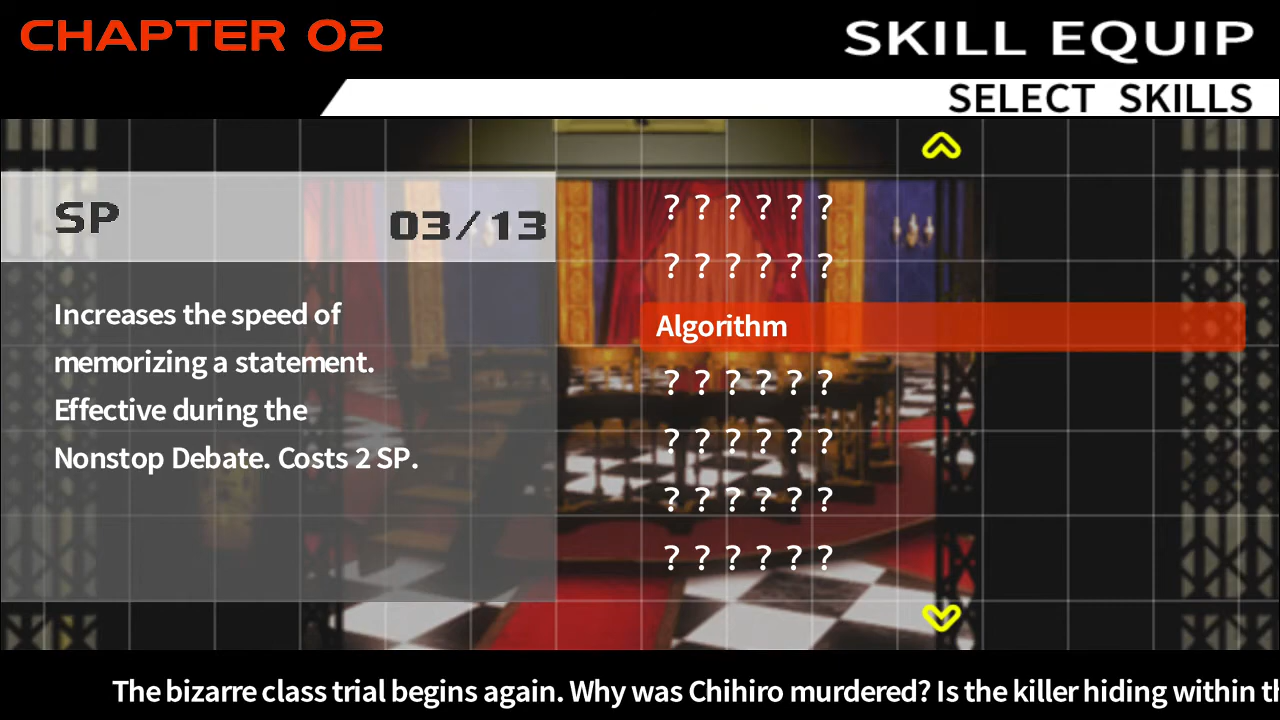 CHAPTER 02
SKILL EQUIP
SELECT SKILLS
SP
03/13
Increases the speed of
memorizing a statement.
Effective during the
Nonstop Debate. Costs 2 SP.
? ? ? ? ? ?
? ? ? ? ? ?
Algorithm
? ? ? ? ? ?
? ? ? ? ? ?
? ? ? ? ? ?
? ? ? ? ? ?
The bizarre class trial begins again. Why was Chihiro murdered? Is the killer hiding within